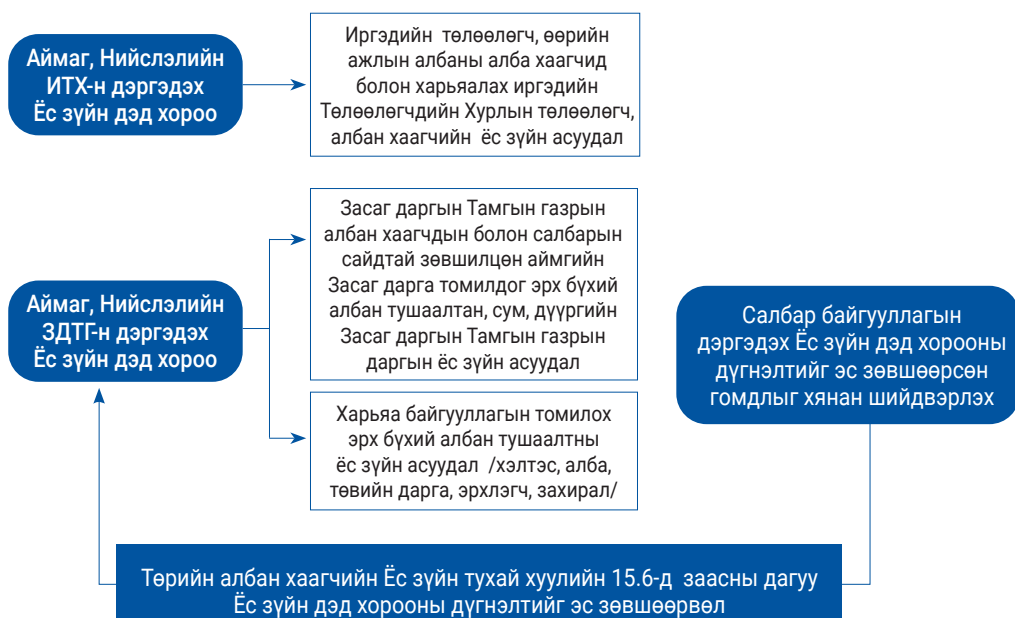 Аймаг, Нийслэлийн
ИТХ-н дэргэдэх
Ёс зүйн дэд хороо
Иргэдийн төлөөлөгч, өөрийн
ажлын албаны алба хаагчид
болон харьяалах иргэдийн
Төлөөлөгчдийн Хурлын төлөөлөгч,
албан хаагчийн ёс зүйн асуудал
Аймаг, Нийслэлийн
ЗДТГ-н дэргэдэх
Ёс зүйн дэд хороо
Засаг даргын Тамгын газрын
албан хаагчдын болон салбарын
сайдтай зөвшилцөн аймгийн
Засаг дарга томилдог эрх бүхий
албан тушаалтан, сум, дүүргийн
Засаг даргын Тамгын газрын
даргын ёс зүйн асуудал
Харьяа байгууллагын томилох
эрх бүхий албан тушаалтны
ёс зүйн асуудал /хэлтэс, алба,
төвийн дарга, эрхлэгч, захирал/
Салбар байгууллагын
дэргэдэх Ёс зүйн дэд хорооны
дүгнэлтийг эс зөвшөөрсөн
гомдлыг хянан шийдвэрлэх
Төрийн албан хаагчийн Ёс зүйн тухай хуулийн 15.6-д заасны дагуу
Ёс зүйн дэд хорооны дүгнэлтийг эс зөвшөөрвөл